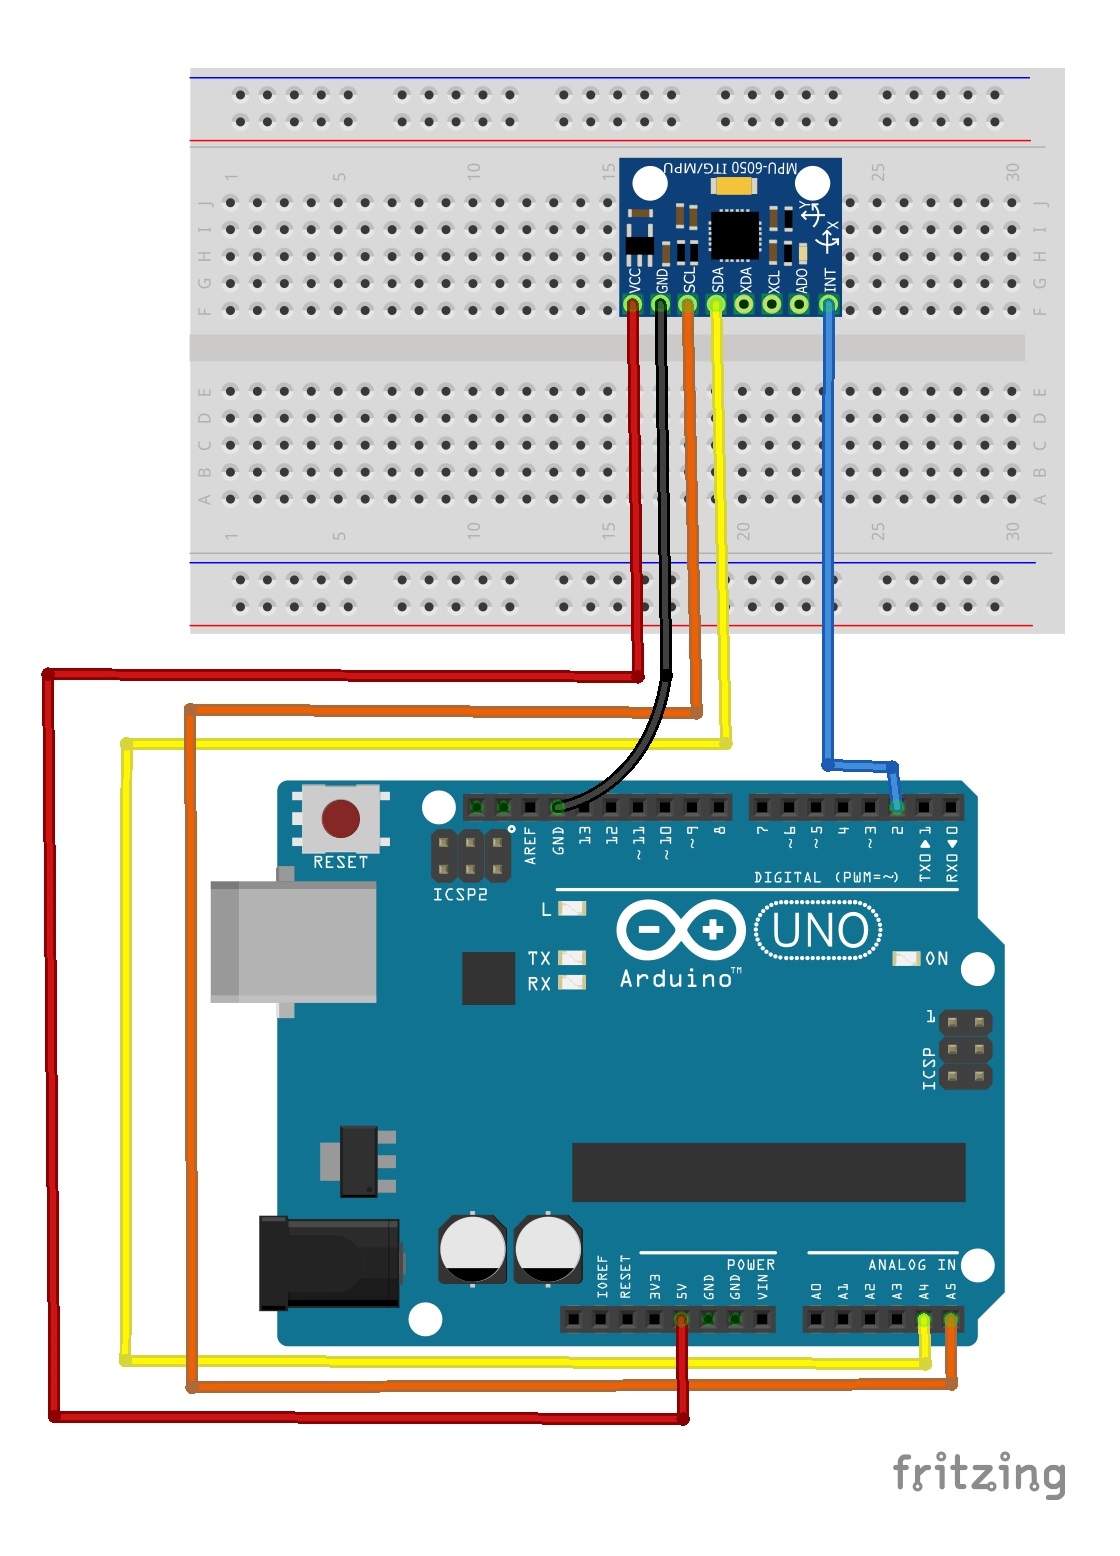 1 5 10 15 25 30
J J
I I
H H
G G
F F
MPU-6050 ITG/MPU
Y
X
VCC GND SCL SDA XDA XCL ADO INT
E E
D D
C C
B B
A A
1 5 10 15 20 25 30
RESET
ICSP2
AREF GND 13 12 ~11 ~10 ~9 8 7 ~6 ~5 4 ~3 2 TX0 1 RX0 0
DIGITAL (PWM=~)
L
TX
RX
Arduino™
UNO
ON
1
ICSP
IOREF RESET 3V3 5V GND GND VIN A0 A1 A2 A3 A4 A5
POWER
ANALOG IN
fritzing